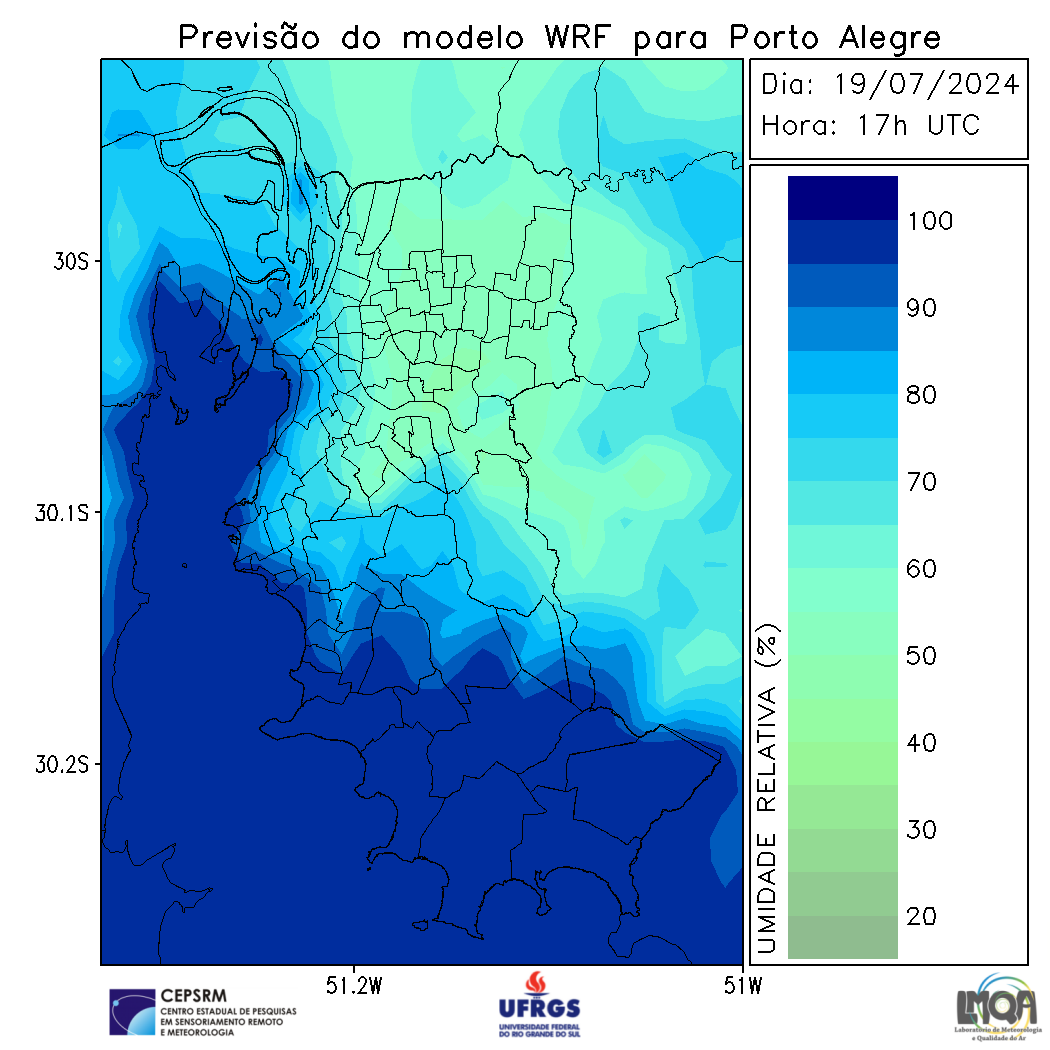 Previsão do modelo WRF para Porto Alegre
Dia: 19/07/2024
Hora: 17h UTC
100
90
80
70
60
50
40
30
20
UMIDADE RELATIVA (%)
30S
30.1S
30.2S
51.2W
51W
CEPSRM
CENTRO ESTADUAL DE PESQUISAS
EM SENSORIAMENTO REMOTO
E METEOROLOGIA
UFRGS
UNIVERSIDADE FEDERAL
DO RIO GRANDE DO SUL
LMQA
Laboratório de Meteorologia
e Qualidade do Ar